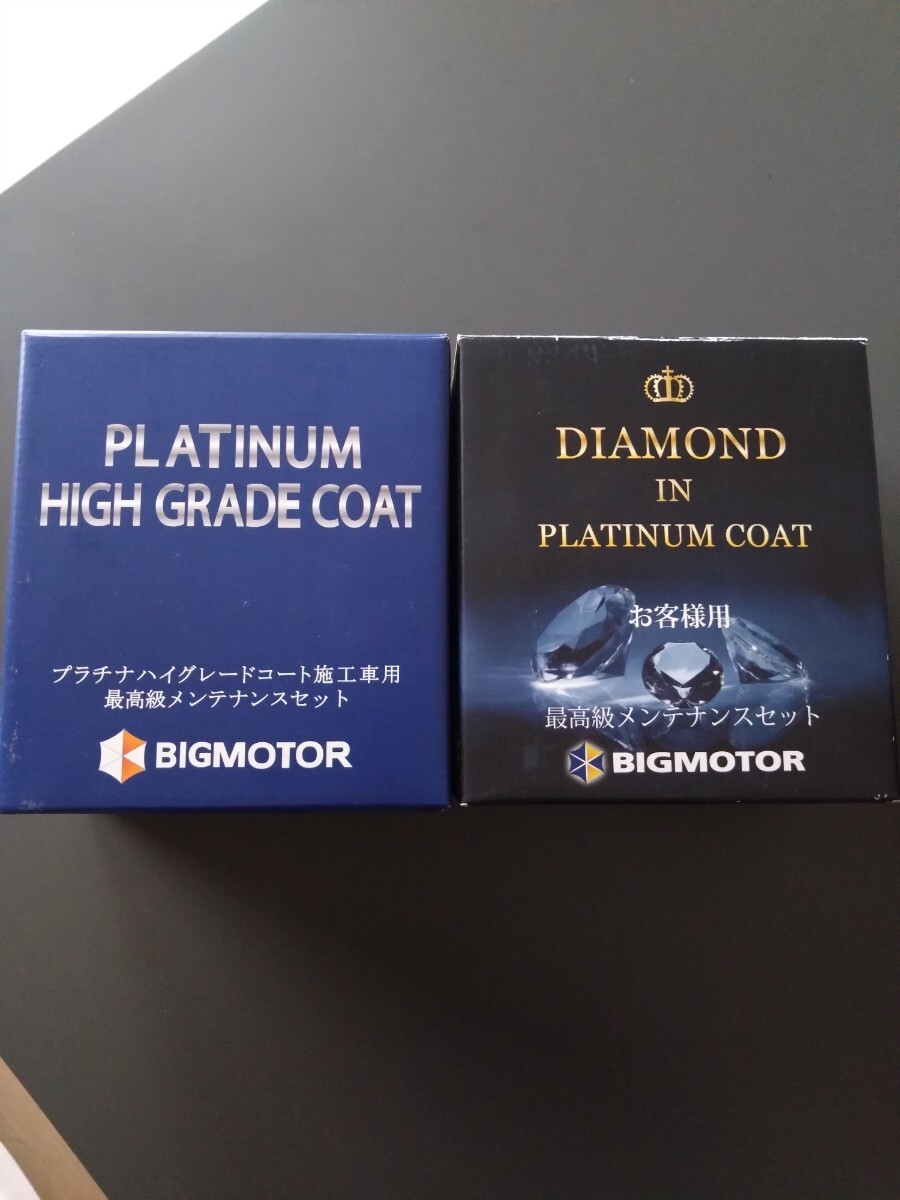 PLATINUM
HIGH GRADE COAT
プラチナハイグレードコート施工車用
最高級メンテナンスセット
BIGMOTOR
DIAMOND
IN
PLATINUM COAT
お客様用
最高級メンテナンスセット
BIGMOTOR